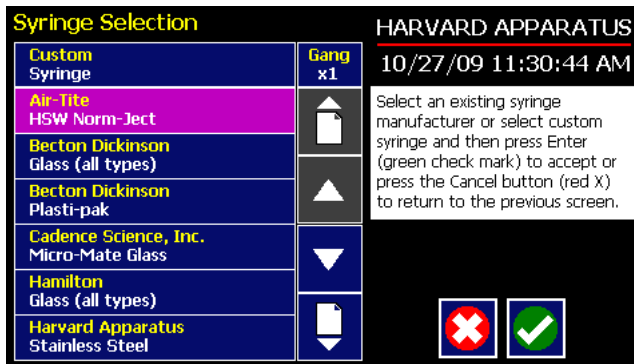 Syringe Selection
Custom
Syringe
Gang
x1
Air-Tite
HSW Norm-Ject
Becton Dickinson
Glass (all types)
Becton Dickinson
Plasti-pak
Cadence Science, Inc.
Micro-Mate Glass
Hamilton
Glass (all types)
Harvard Apparatus
Stainless Steel
HARVARD APPARATUS
10/27/09 11:30:44 AM
Select an existing syringe
manufacturer or select custom
syringe and then press Enter
(green check mark) to accept or
press the Cancel button (red X)
to return to the previous screen.